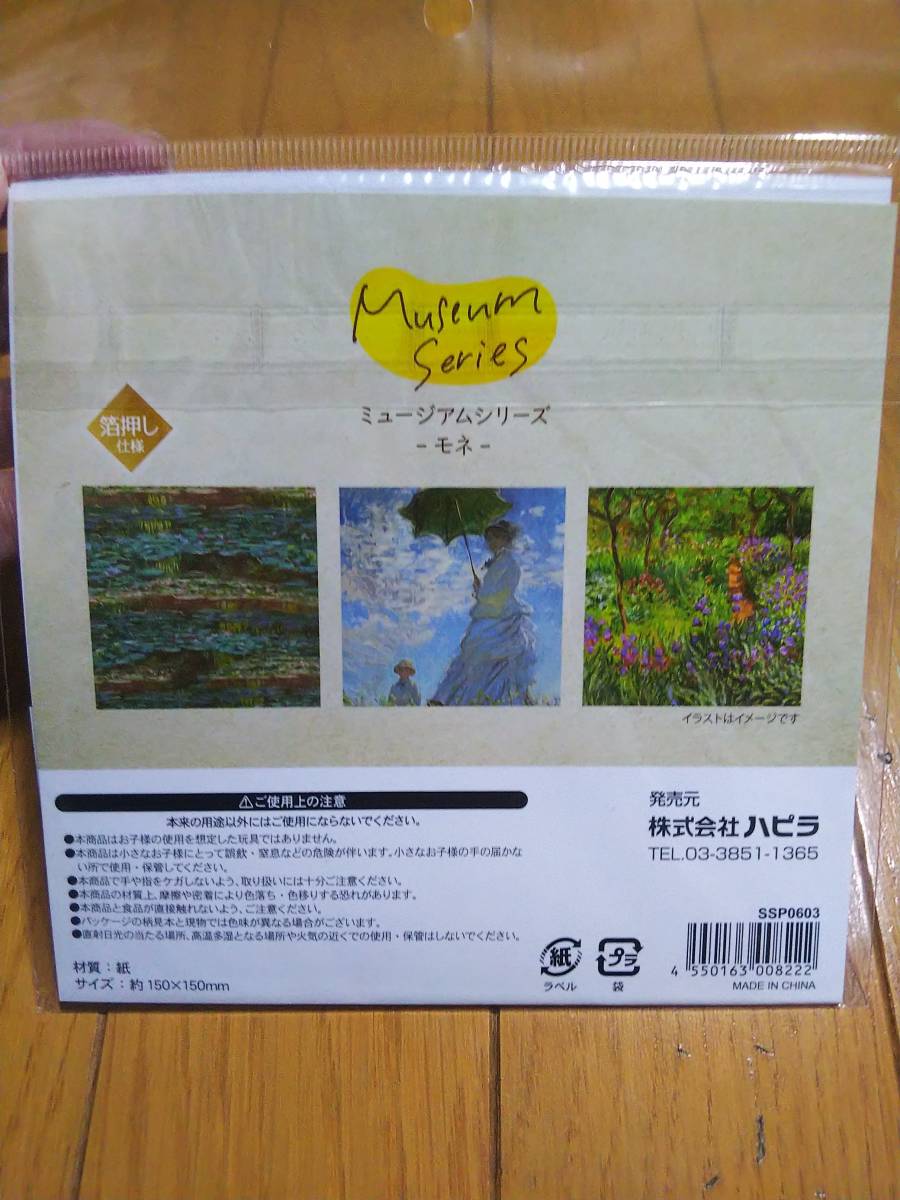 Museum
Series
ミュージアムシリーズ
- モネ -
箔押し
仕様
イラストはイメージです
⚠ご使用上の注意
本来の用途以外にはご使用にならないでください。
●本商品はお子様の使用を想定した玩具ではありません。
●本商品は小さなお子様にとって誤飲・窒息などの危険が伴います。小さなお子様の手の届かな
い所で使用・保管してください。
●本商品で手や指をケガしないよう、取り扱いには十分ご注意ください。
●本商品の材質上、摩擦や密着により色落ち・色移りする恐れがあります。
●本商品と食品が直接触れないよう、ご注意ください。
●パッケージの柄見本と現物では色味が異なる場合がございます。
●直射日光の当たる場所、高温多湿となる場所や火気の近くでの使用・保管はしないでください。
材質：紙
サイズ：約150×150mm
発売元
株式会社ハピラ
TEL.03-3851-1365
SSP0603
紙
ラベル
プラ
袋
4 550163 008222
MADE IN CHINA